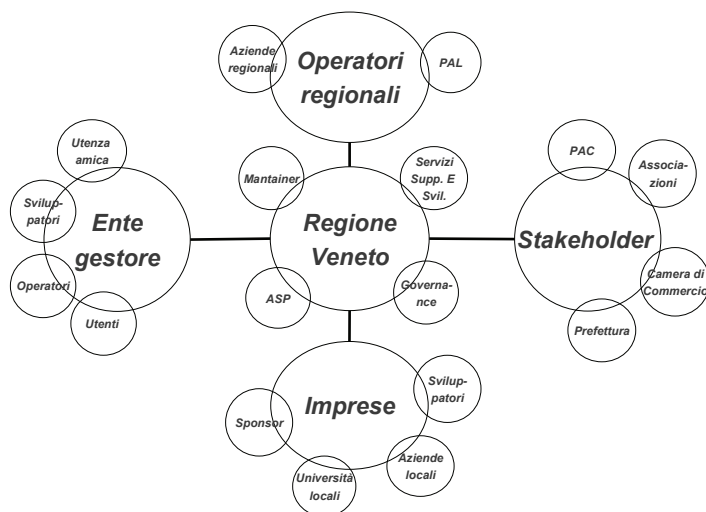 Aziende
regionali
Operatori
regionali
PAL
Utenza
amica
Svilup-
patori
Ente
gestore
Operatori
Utenti
Mantainer
Servizi
Supp. E
Svil.
Regione
Veneto
ASP
Governa-
nce
PAC
Associa-
zioni
Stakeholder
Camera di
Commercio
Prefettura
Imprese
Svilup-
patori
Sponsor
Università
locali
Aziende
locali